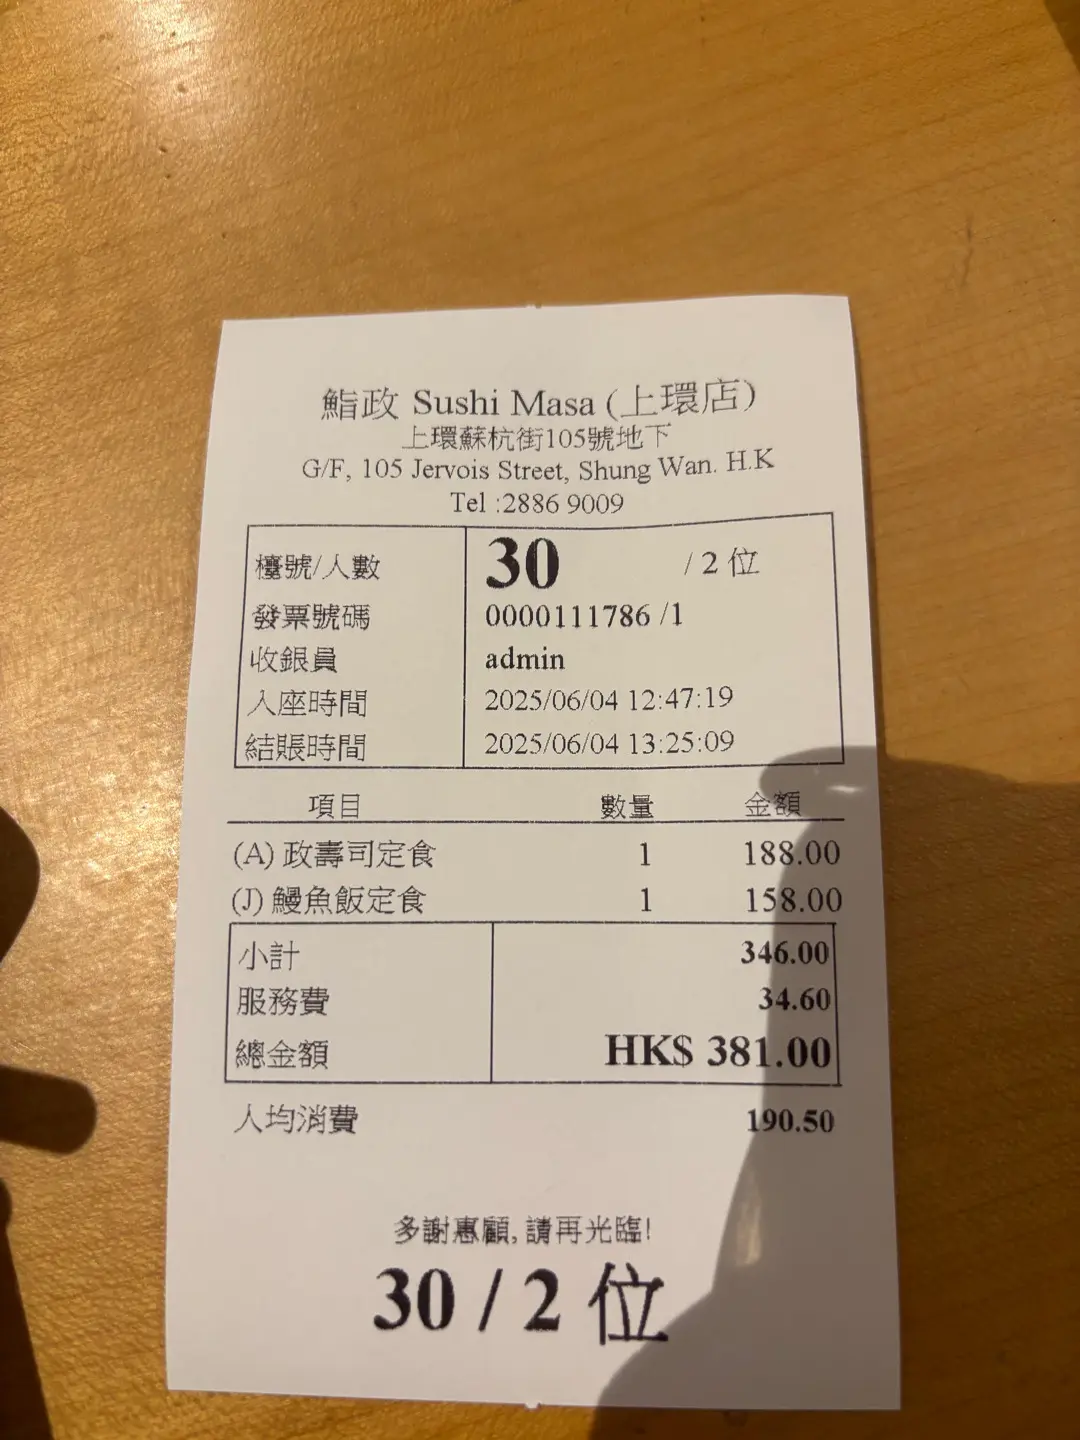 鮨政 Sushi Masa (上環店)
上環蘇杭街105號地下
G/F, 105 Jervois Street, Shung Wan. H.K
Tel :2886 9009
檯號/人數 30 / 2 位
發票號碼 0000111786 /1
收銀員 admin
入座時間 2025/06/04 12:47:19
結賬時間 2025/06/04 13:25:09
項目 數量 金額
(A) 政壽司定食 1 188.00
(J) 鰻魚飯定食 1 158.00
小計 346.00
服務費 34.60
總金額 HK$ 381.00
人均消費 190.50
多謝惠顧, 請再光臨!
30 / 2 位